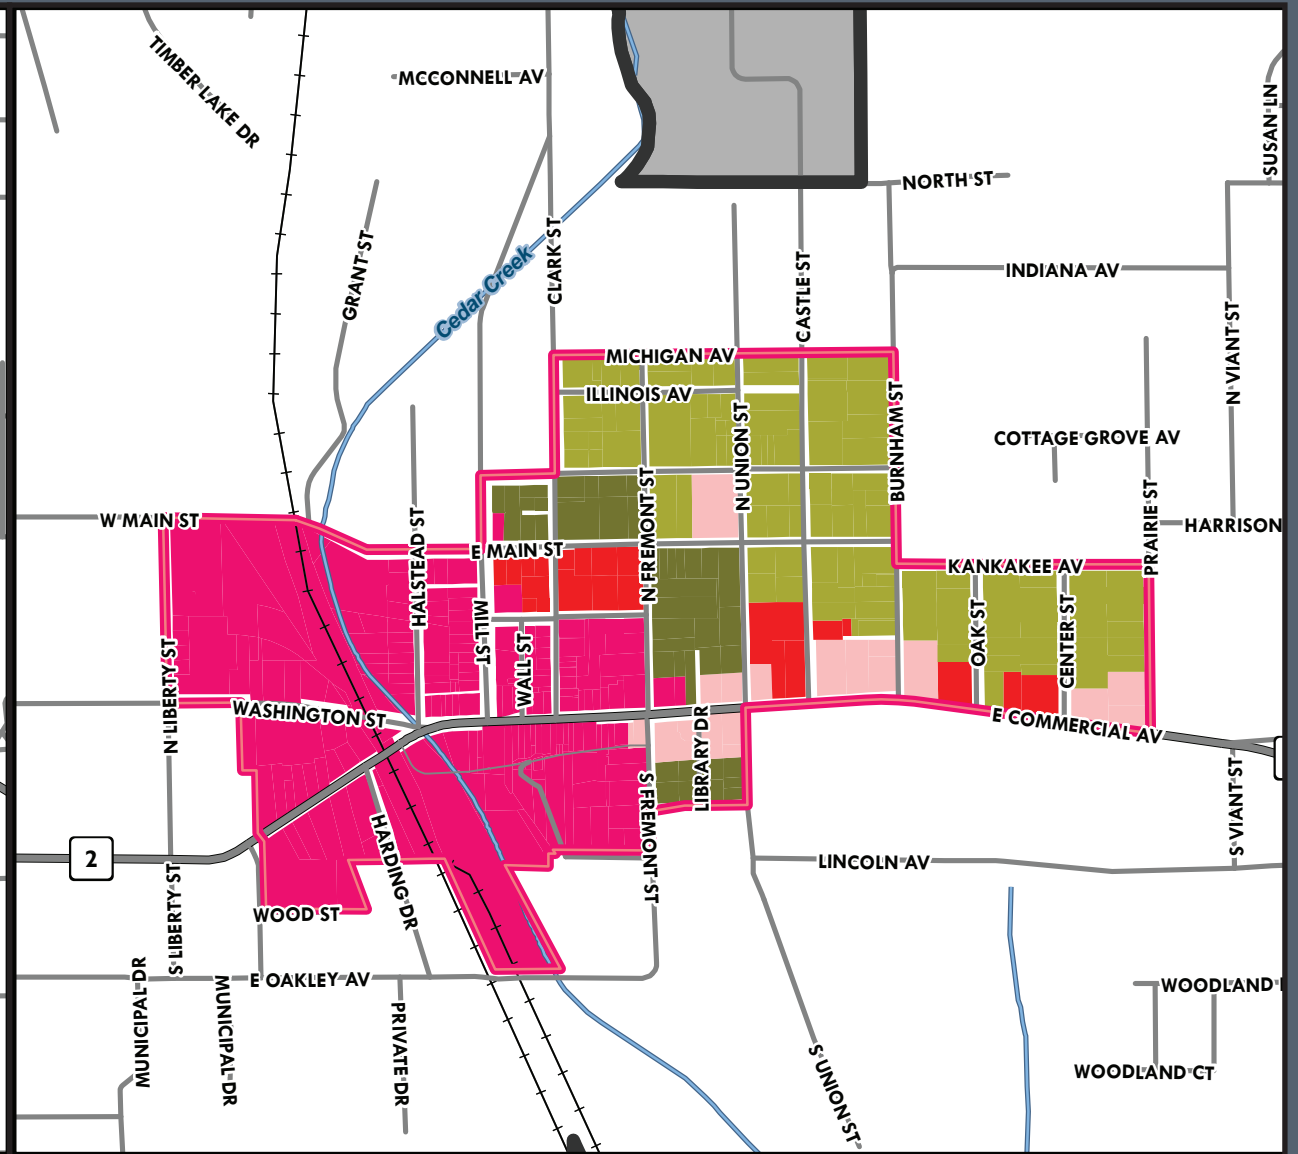 TIMBER LAKE DR
MCCONNELL AV
SUSAN LN
NORTH ST
GRANT ST
CLARK ST
Cedar Creek
CASTLE ST
INDIANA AV
N VIANT ST
MICHIGAN AV
ILLINOIS AV
N UNION ST
BURNHAM ST
COTTAGE GROVE AV
W MAIN ST
HALSTEAD ST
E MAIN ST
N FREMONT ST
PRAIRIE ST
HARRISON
KANKAKEE AV
MILL ST
WALL ST
OAK ST
CENTER ST
N LIBERTY ST
WASHINGTON ST
LIBRARY DR
E COMMERCIAL AV
2
HARDING DR
S FREMONT ST
LINCOLN AV
S VIANT ST
S LIBERTY ST
WOOD ST
E OAKLEY AV
MUNICIPAL DR
MUNICIPAL DR
PRIVATE DR
S UNION ST
WOODLAND
WOODLAND CT